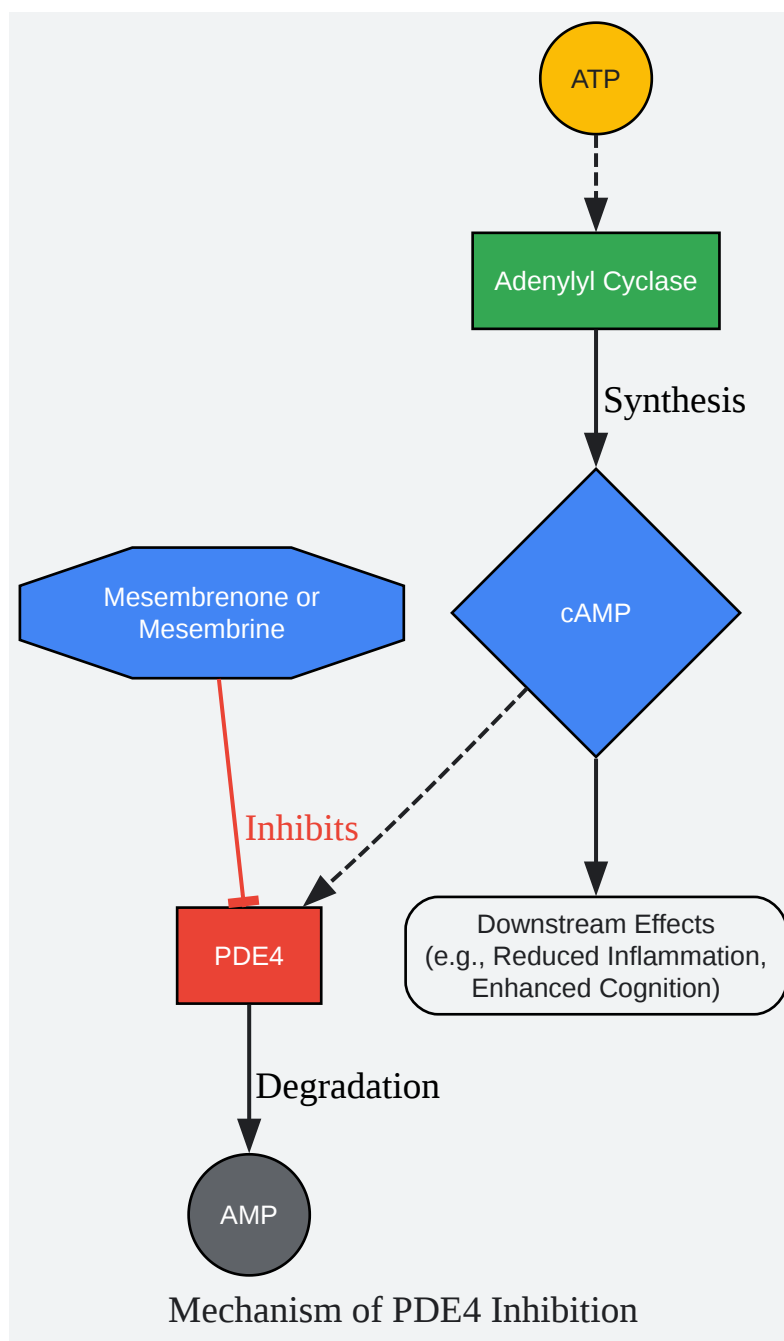 ATP
Adenylyl Cyclase
Synthesis
Mesembrenone or
Mesembrine
cAMP
Inhibits
Downstream Effects
(e.g., Reduced Inflammation,
Enhanced Cognition)
PDE4
Degradation
AMP
Mechanism of PDE4 Inhibition